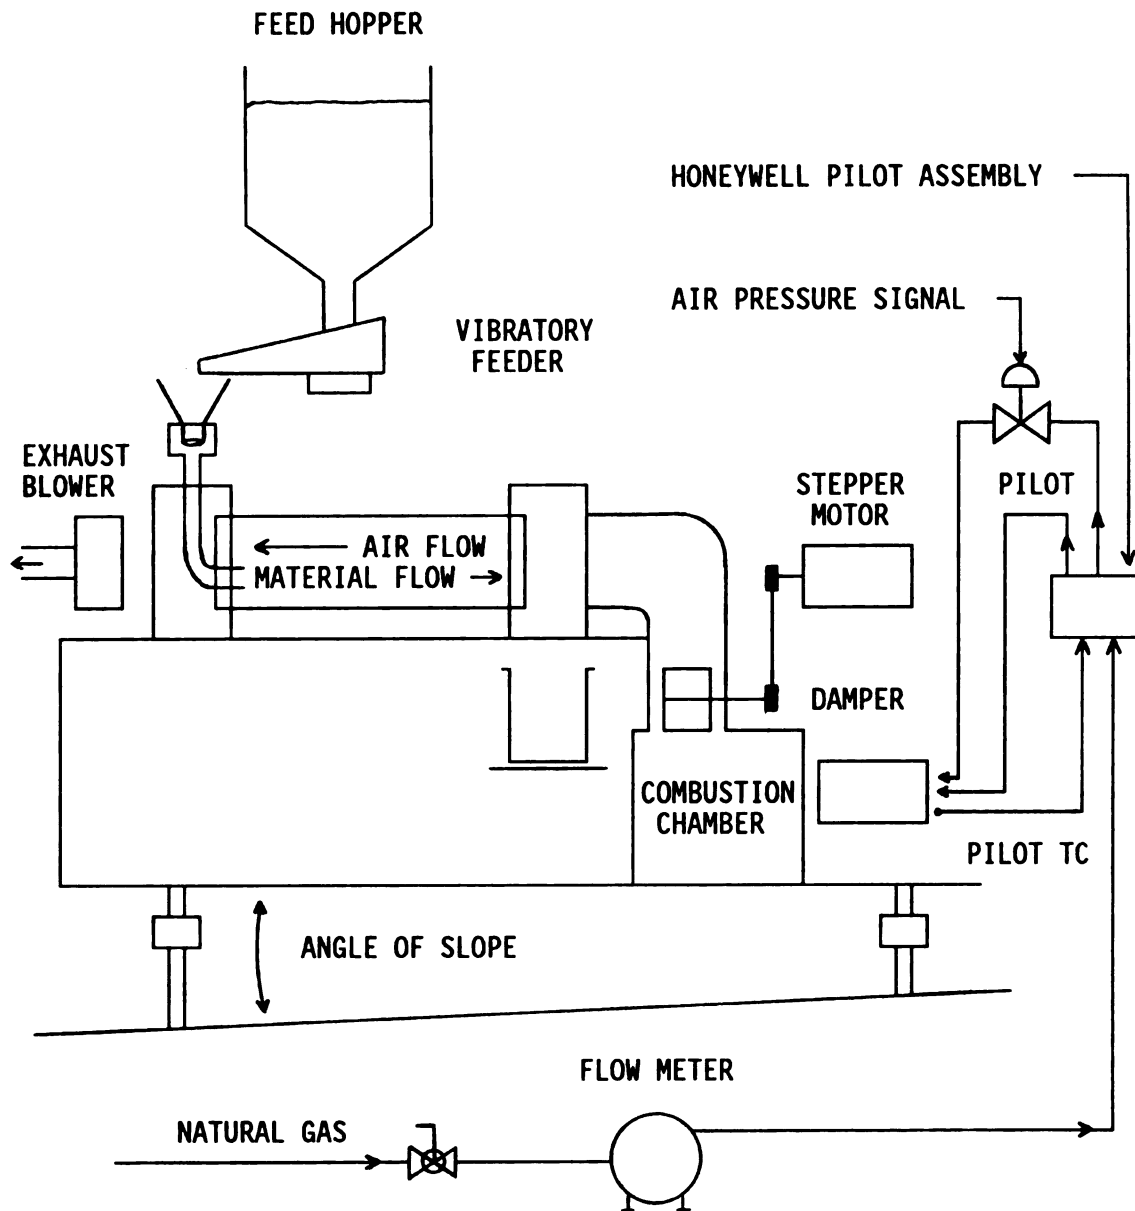 FEED HOPPER
HONEYWELL PILOT ASSEMBLY
AIR PRESSURE SIGNAL
VIBRATORY
FEEDER
EXHAUST
BLOWER
STEPPER
MOTOR
PILOT
AIR FLOW
MATERIAL FLOW
DAMPER
COMBUSTION
CHAMBER
PILOT TC
ANGLE OF SLOPE
FLOW METER
NATURAL GAS